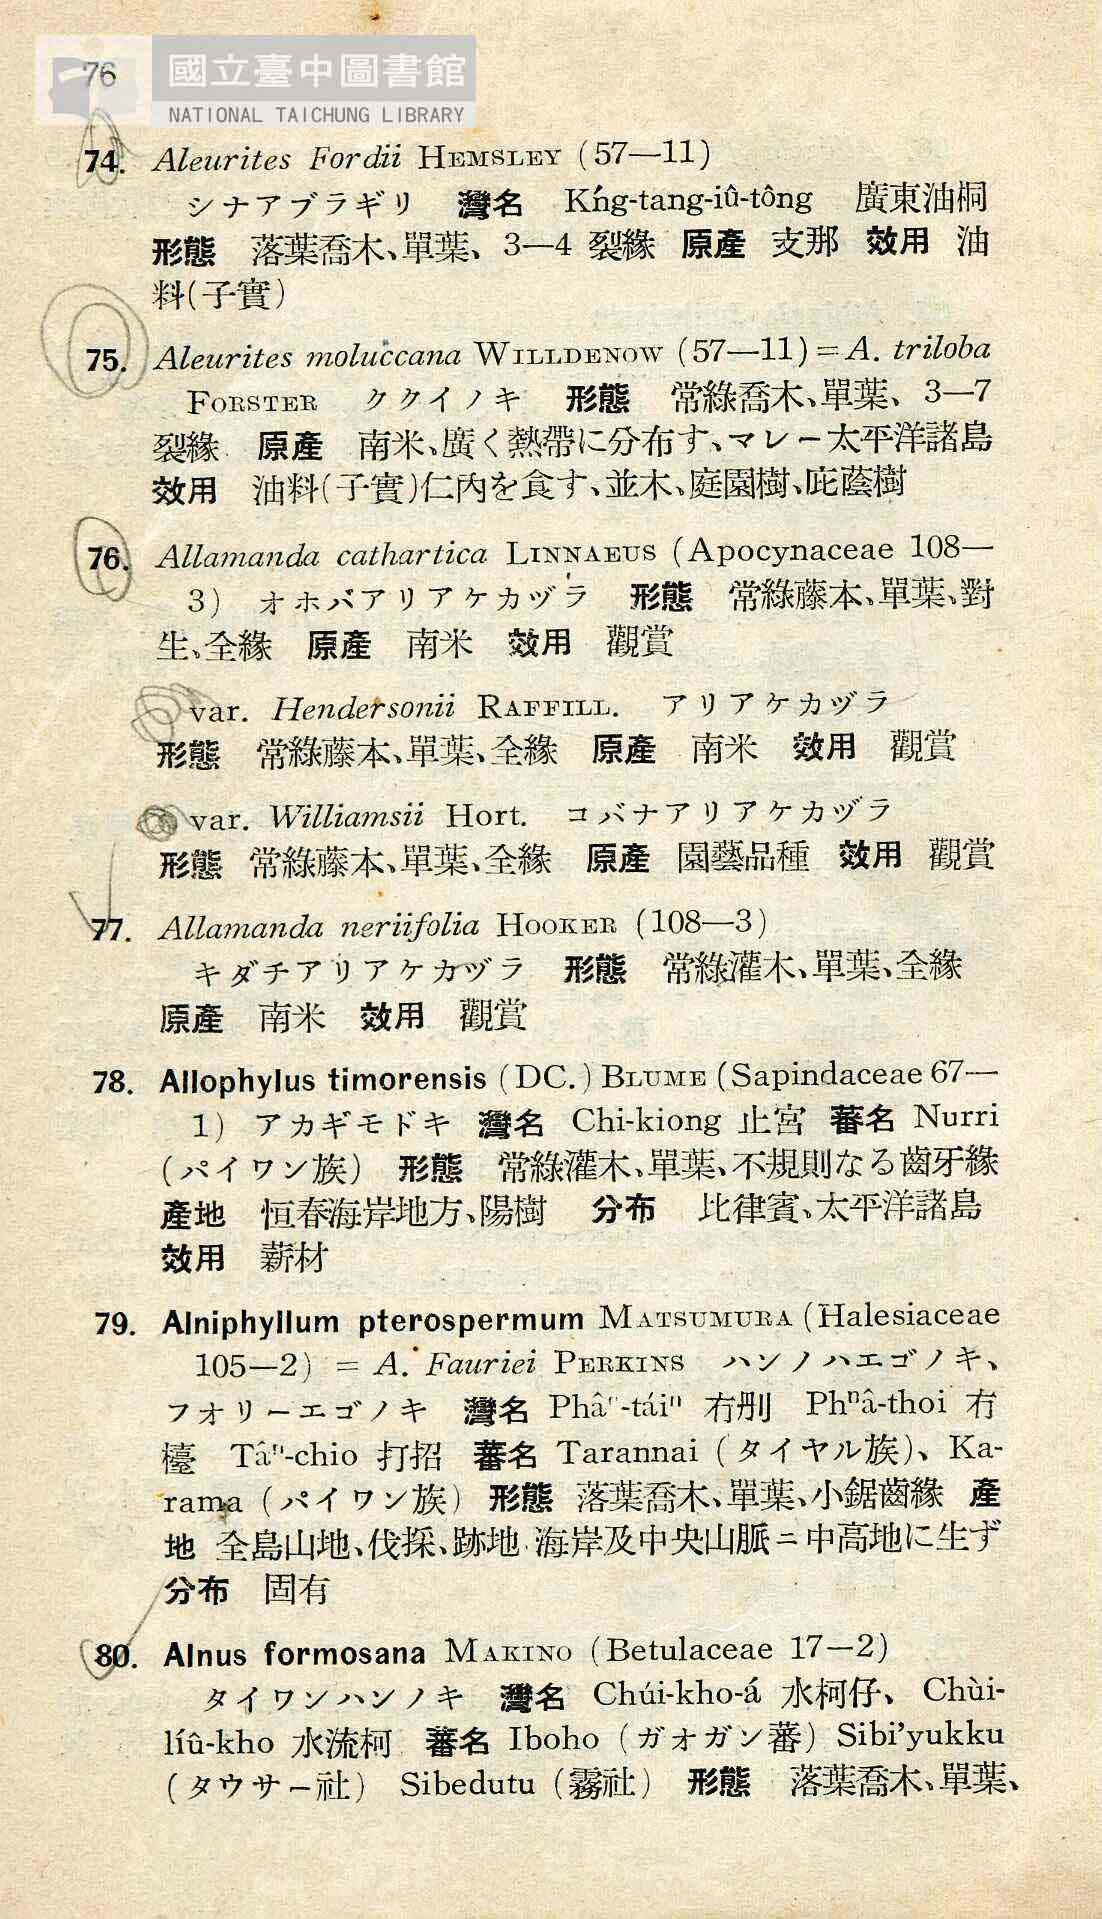 76
國立臺中圖書館
NATIONAL TAICHUNG LIBRARY
74. Aleurites Fordii HEMSLEY (57—11)
シナアブラギリ 灣名 Kńg-tang-iû-tông 廣東油桐
形態 落葉喬木、單葉、3—4 裂緣 原產 支那 效用 油
料(子實)
75. Aleurites moluccana WILLDENOW (57—11)=A. triloba
FORSTER ククイノキ 形態 常綠喬木、單葉、3—7
裂緣 原產 南米、廣く熱帶に分布す、マレー太平洋諸島
效用 油料(子實)仁內を食す、並木、庭園樹、庇蔭樹
76. Allamanda cathartica LINNAEUS (Apocynaceae 108—
3) オホバアリアケカヅラ 形態 常綠藤本、單葉、對
生、全緣 原產 南米 效用 觀賞
var. Hendersonii RAFFILL. アリアケカヅラ
形態 常綠藤本、單葉、全緣 原產 南米 效用 觀賞
var. Williamsii Hort. コバナアリアケカヅラ
形態 常綠藤本、單葉、全緣 原產 園藝品種 效用 觀賞
77. Allamanda neriifolia HOOKER (108—3)
キダチアリアケカヅラ 形態 常綠灌木、單葉、全緣
原產 南米 效用 觀賞
78. Allophylus timorensis (DC.) BLUME (Sapindaceae 67—
1) アカギモドキ 灣名 Chi-kiong 止宮 蕃名 Nurri
(パイワン族) 形態 常綠灌木、單葉、不規則なる齒牙緣
產地 恒春海岸地方、陽樹 分布 比律賓、太平洋諸島
效用 薪材
79. Alniphyllum pterospermum MATSUMURA (Halesiaceae
105—2) = A. Fauriei PERKINS ハンノハエゴノキ、
フオリーエゴノキ 灣名 Phâⁿ-táiⁿ 冇刪 Phⁿâ-thoi 冇
檯 Tâⁿ-chio 打招 蕃名 Tarannai (タイヤル族)、Ka-
rama (パイワン族) 形態 落葉喬木、單葉、小鋸齒緣 產
地 全島山地、伐採、跡地 海岸及中央山脈ニ中高地に生ず
分布 固有
80. Alnus formosana MAKINO (Betulaceae 17—2)
タイワンハンノキ 灣名 Chúi-kho-á 水柯仔、Chùi-
líû-kho 水流柯 蕃名 Iboho (ガオガン蕃) Sibi'yukku
(タウサー社) Sibedutu (霧社) 形態 落葉喬木、單葉、